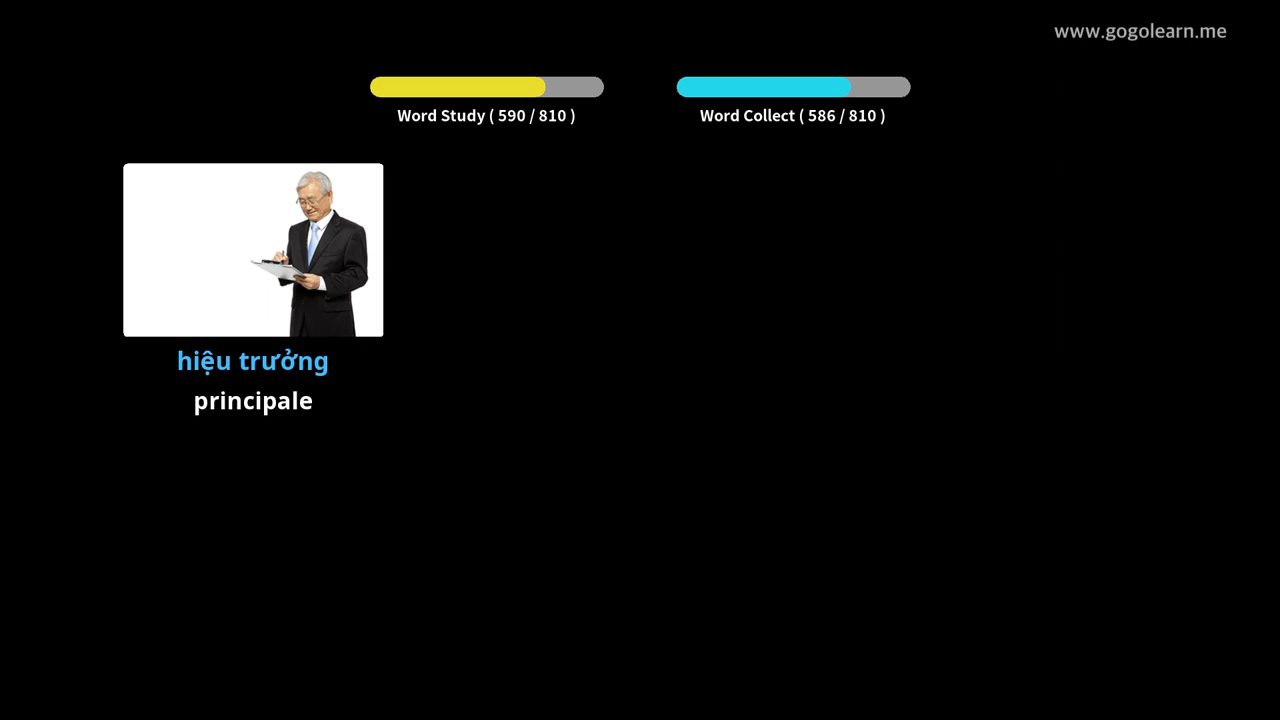 www.gogolearn.me
Word Study ( 590 / 810 )
Word Collect ( 586 / 810 )
hiệu trưởng
principale